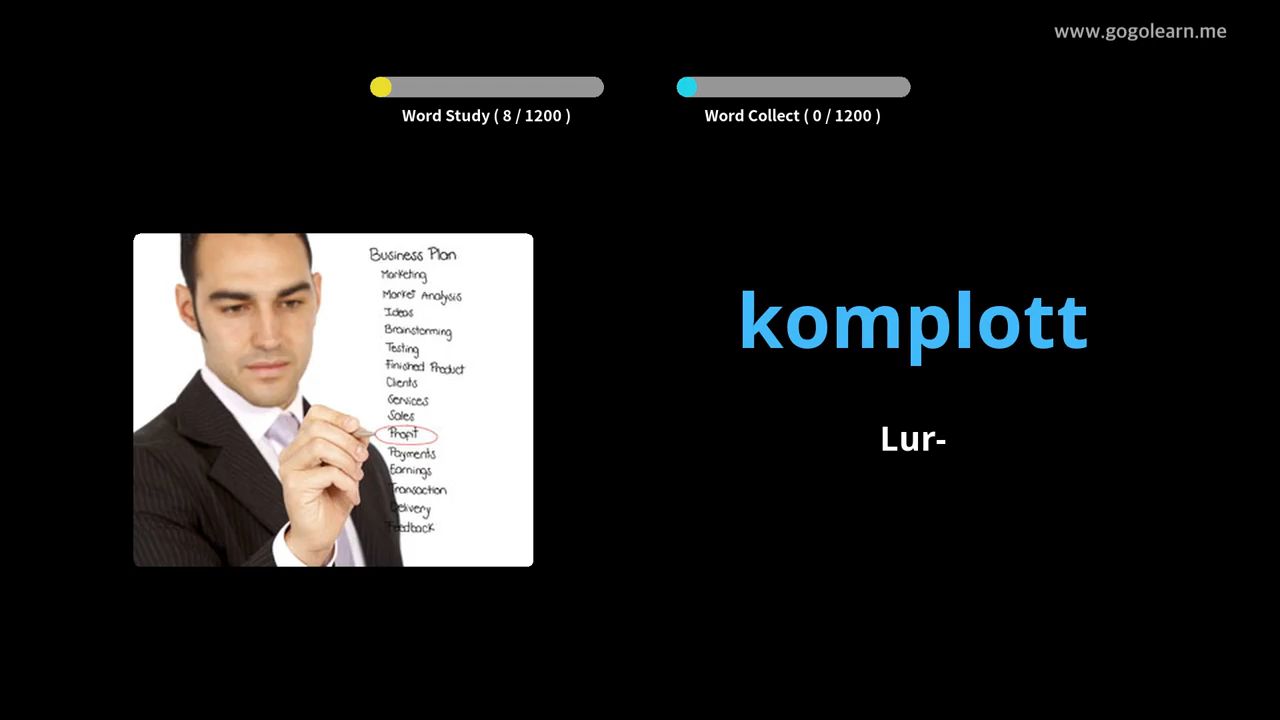 www.gogolearn.me
Word Study ( 8 / 1200 )
Word Collect ( 0 / 1200 )
Business Plan
Marketing
Market Analysis
Ideas
Brainstorming
Testing
Finished Product
Clients
Services
Sales
Profit
Payments
Earnings
Transaction
Delivery
Feedback
komplott
Lur-